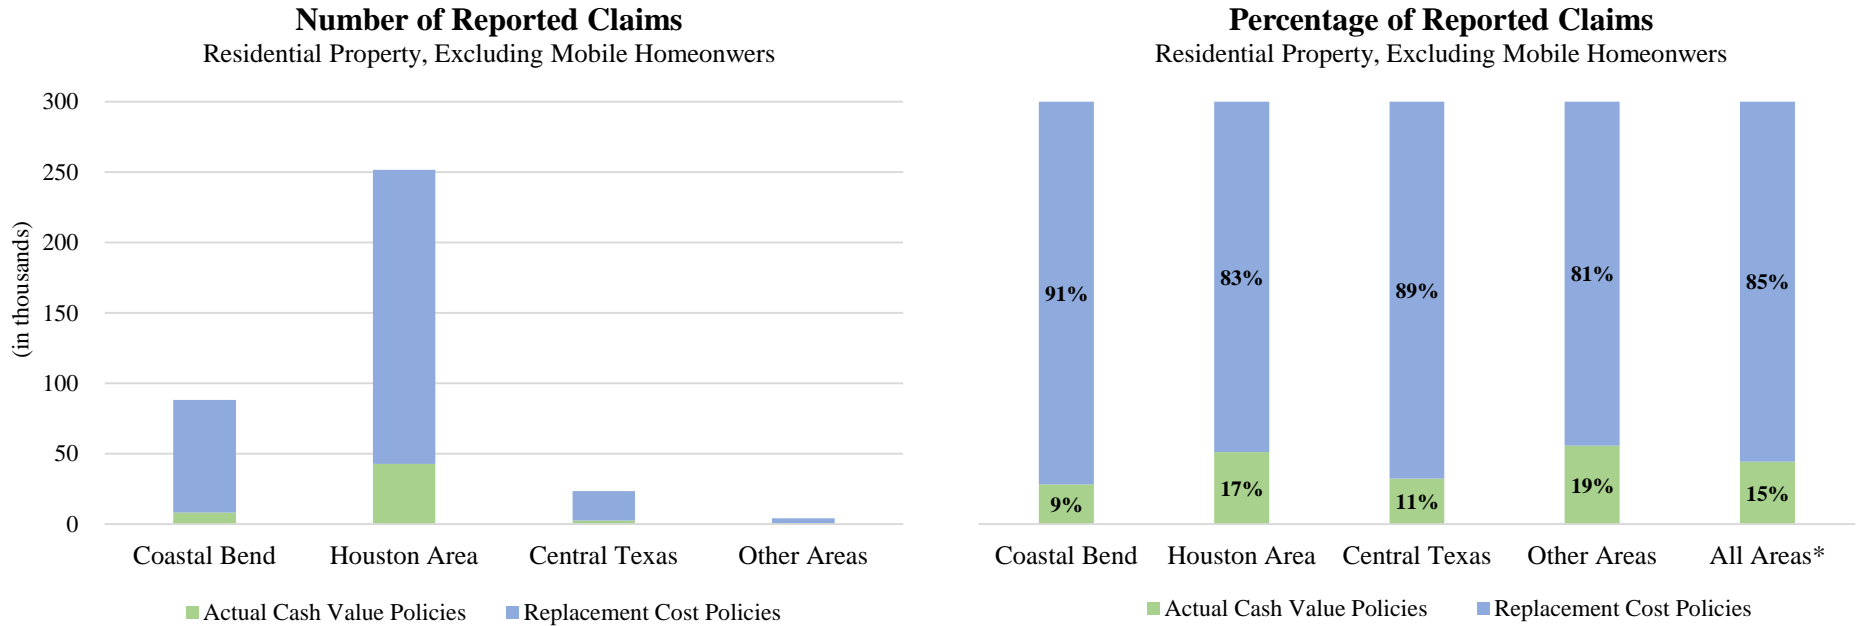 Number of Reported Claims
Residential Property, Excluding Mobile Homeonwers
300
250
200
150
100
50
0
(in thousands)
Coastal Bend
Houston Area
Central Texas
Other Areas
Actual Cash Value Policies
Replacement Cost Policies
Percentage of Reported Claims
Residential Property, Excluding Mobile Homeonwers
91%
83%
89%
81%
85%
9%
17%
11%
19%
15%
Coastal Bend
Houston Area
Central Texas
Other Areas
All Areas*
Actual Cash Value Policies
Replacement Cost Policies